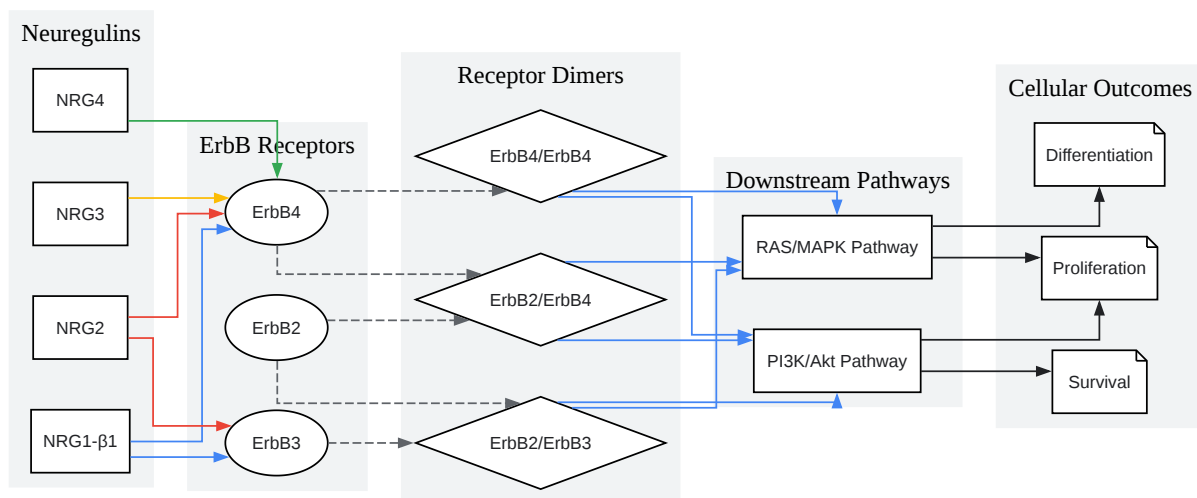 Neuregulins
NRG4
NRG3
NRG2
NRG1-β1
ErbB Receptors
ErbB4
ErbB2
ErbB3
Receptor Dimers
ErbB4/ErbB4
ErbB2/ErbB4
ErbB2/ErbB3
Downstream Pathways
RAS/MAPK Pathway
PI3K/Akt Pathway
Cellular Outcomes
Differentiation
Proliferation
Survival